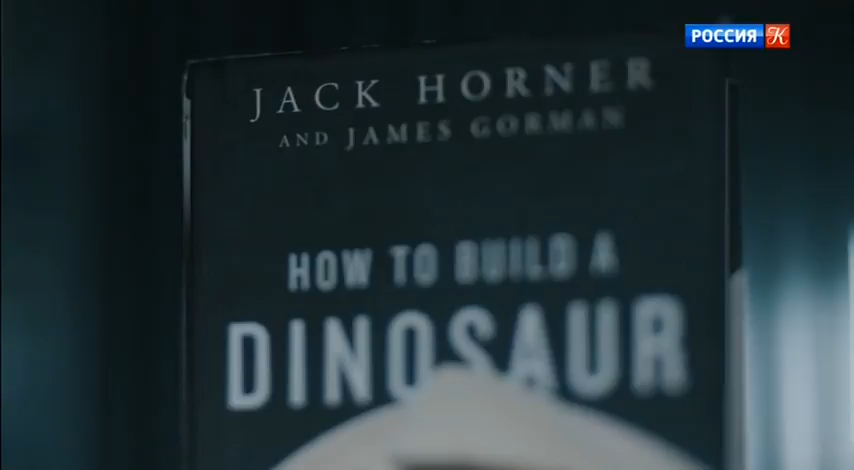 РОССИЯ К
JACK HORNER
AND JAMES GORMAN
HOW TO BUILD A
DINOSAUR